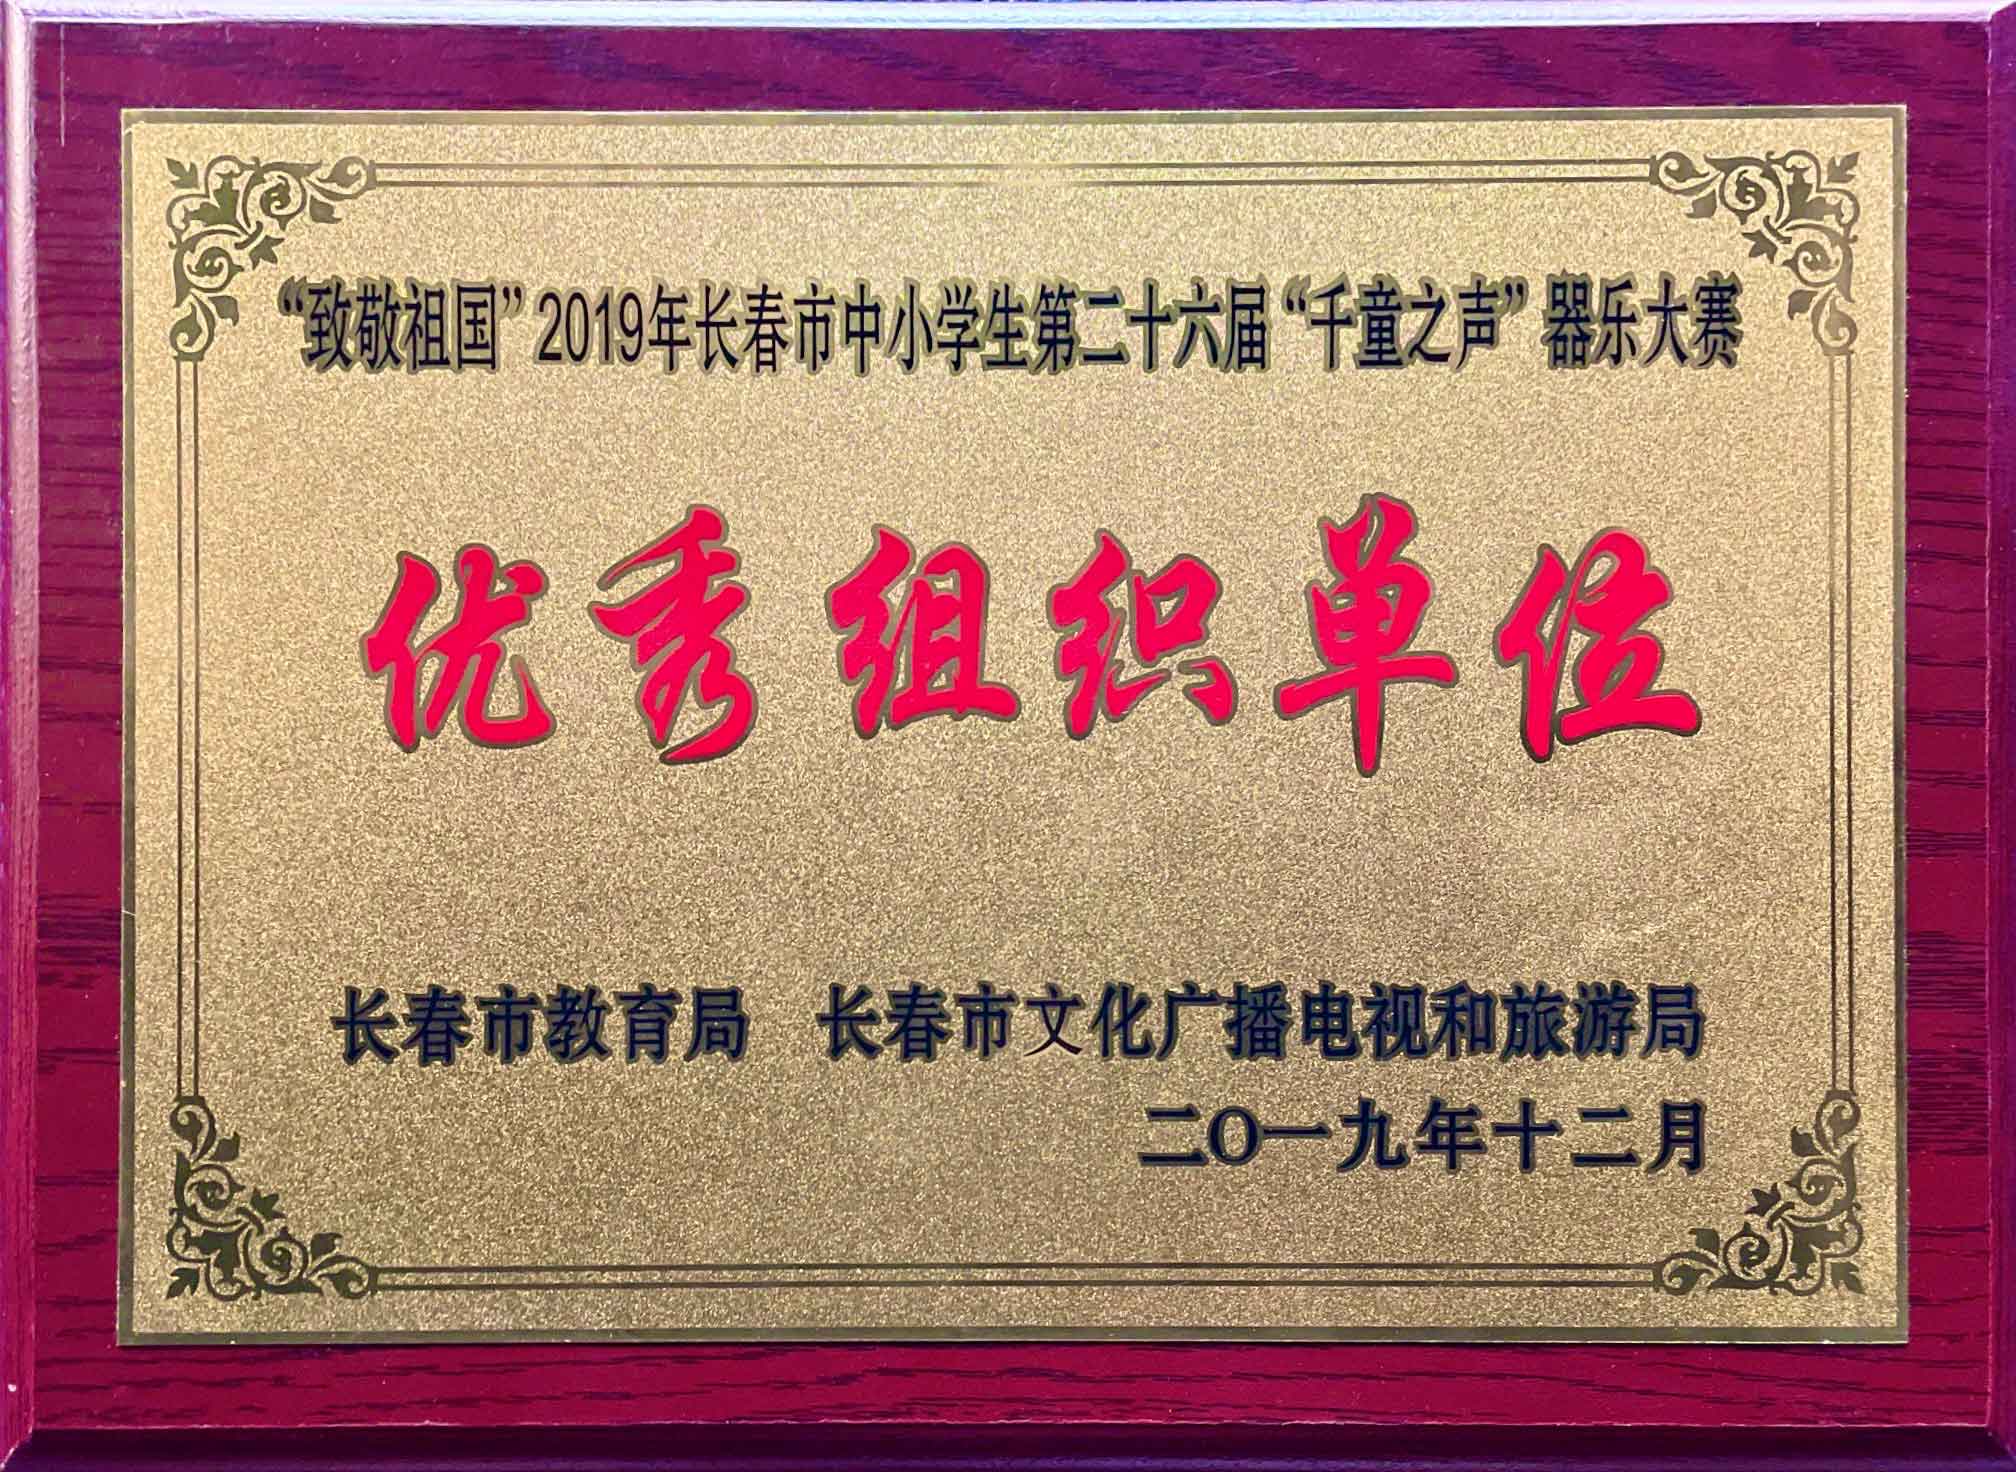 “致敬祖国”2019年长春市中小学生第二十六届“千童之声”器乐大赛
优秀组织单位
长春市教育局　长春市文化广播电视和旅游局
二O一九年十二月